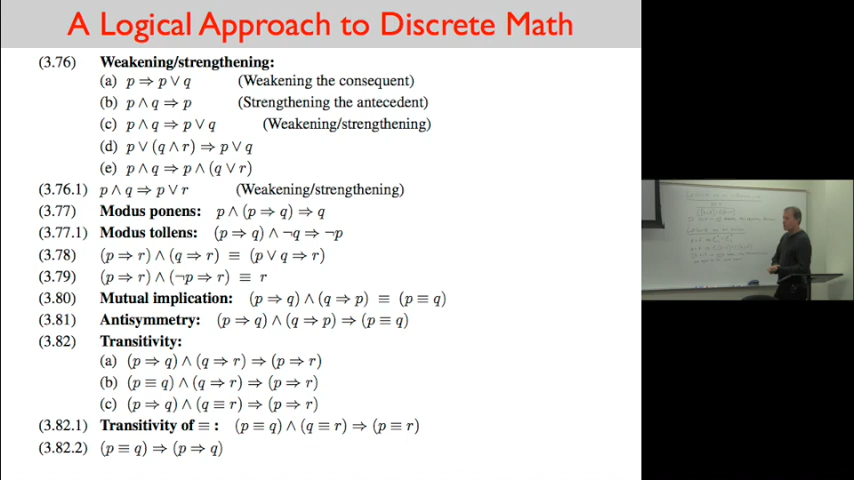 A Logical Approach to Discrete Math
(3.76) Weakening/strengthening:
(a) p ⇒ p ∨ q (Weakening the consequent)
(b) p ∧ q ⇒ p (Strengthening the antecedent)
(c) p ∧ q ⇒ p ∨ q (Weakening/strengthening)
(d) p ∨ (q ∧ r) ⇒ p ∨ q
(e) p ∧ q ⇒ p ∧ (q ∨ r)
(3.76.1) p ∧ q ⇒ p ∨ r (Weakening/strengthening)
(3.77) Modus ponens: p ∧ (p ⇒ q) ⇒ q
(3.77.1) Modus tollens: (p ⇒ q) ∧ ¬q ⇒ ¬p
(3.78) (p ⇒ r) ∧ (q ⇒ r) ≡ (p ∨ q ⇒ r)
(3.79) (p ⇒ r) ∧ (¬p ⇒ r) ≡ r
(3.80) Mutual implication: (p ⇒ q) ∧ (q ⇒ p) ≡ (p ≡ q)
(3.81) Antisymmetry: (p ⇒ q) ∧ (q ⇒ p) ⇒ (p ≡ q)
(3.82) Transitivity:
(a) (p ⇒ q) ∧ (q ⇒ r) ⇒ (p ⇒ r)
(b) (p ≡ q) ∧ (q ⇒ r) ⇒ (p ⇒ r)
(c) (p ⇒ q) ∧ (q ≡ r) ⇒ (p ⇒ r)
(3.82.1) Transitivity of ≡ : (p ≡ q) ∧ (q ≡ r) ⇒ (p ≡ r)
(3.82.2) (p ≡ q) ⇒ (p ⇒ q)